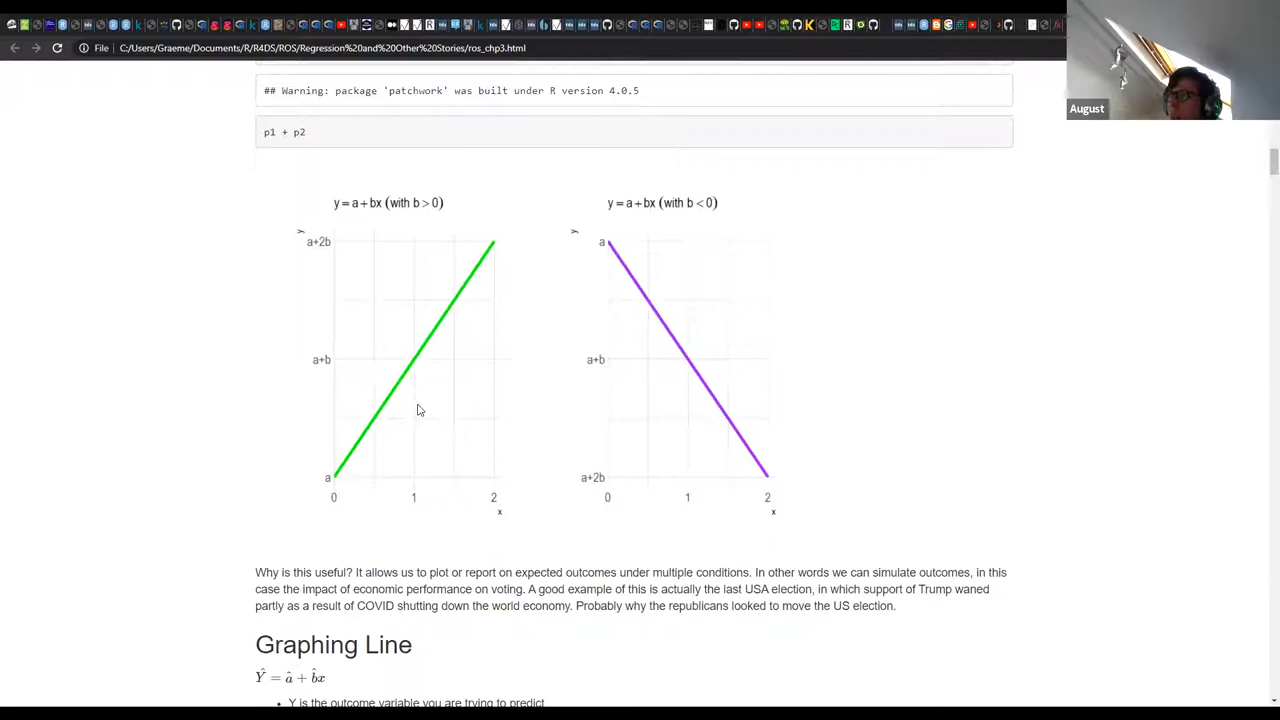 File
C:/Users/Graeme/Documents/R/R4DS/ROS/Regression%20and%20Other%20Stories/ros_chp3.html
August
## Warning: package 'patchwork' was built under R version 4.0.5
p1 + p2
y = a + bx (with b > 0)
y = a + bx (with b < 0)
y
a+2b
a+b
a
0 1 2
x
y
a
a+b
a+2b
0 1 2
x
Why is this useful? It allows us to plot or report on expected outcomes under multiple conditions. In other words we can simulate outcomes, in this
case the impact of economic performance on voting. A good example of this is actually the last USA election, in which support of Trump waned
partly as a result of COVID shutting down the world economy. Probably why the republicans looked to move the US election.
Graphing Line
Ŷ = â + b̂x
• Y is the outcome variable you are trying to predict